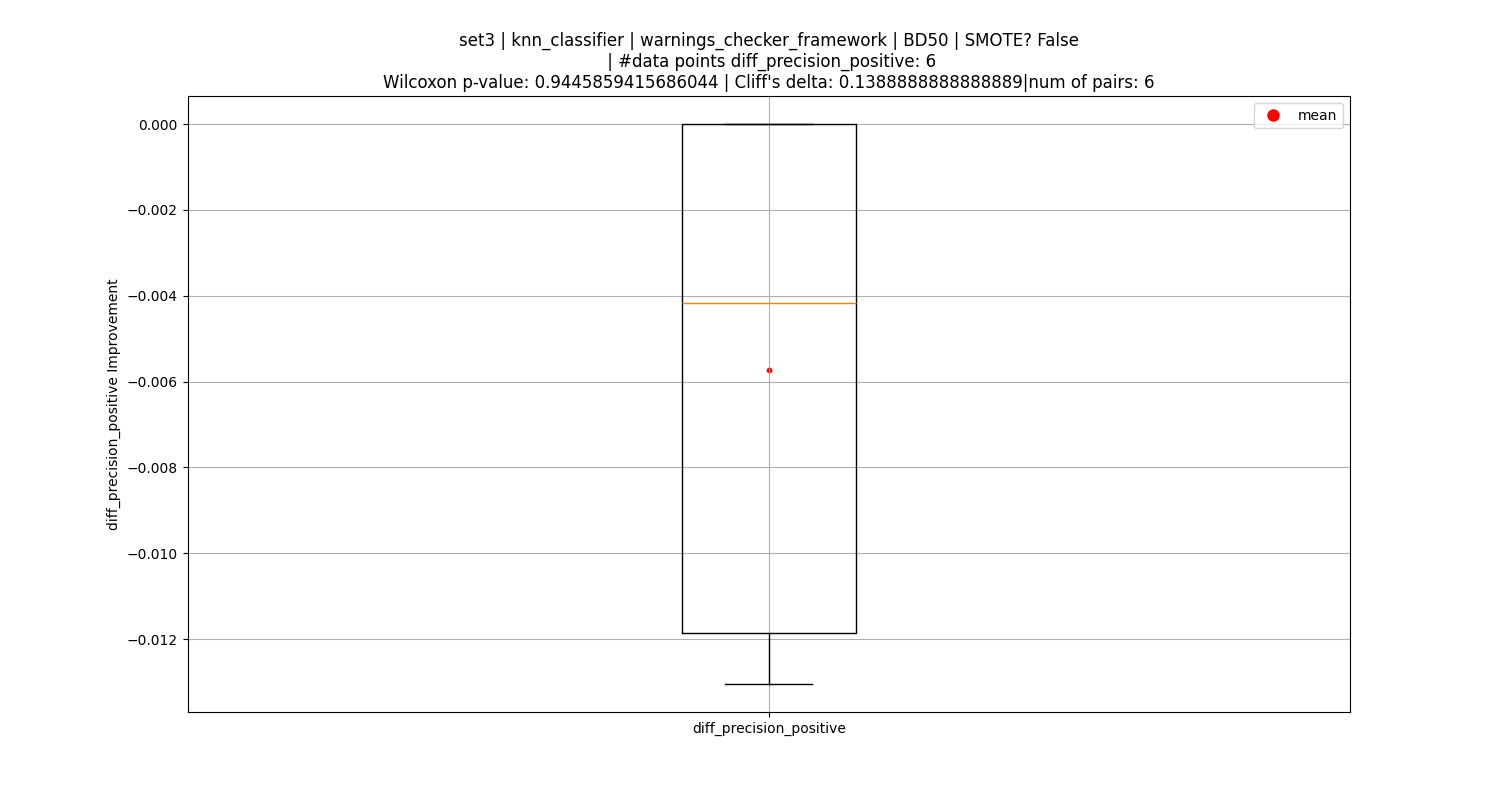 set3 | knn_classifier | warnings_checker_framework | BD50 | SMOTE? False
| #data points diff_precision_positive: 6
Wilcoxon p-value: 0.9445859415686044 | Cliff's delta: 0.1388888888888889|num of pairs: 6
mean
0.000
−0.002
−0.004
−0.006
−0.008
−0.010
−0.012
diff_precision_positive Improvement
diff_precision_positive